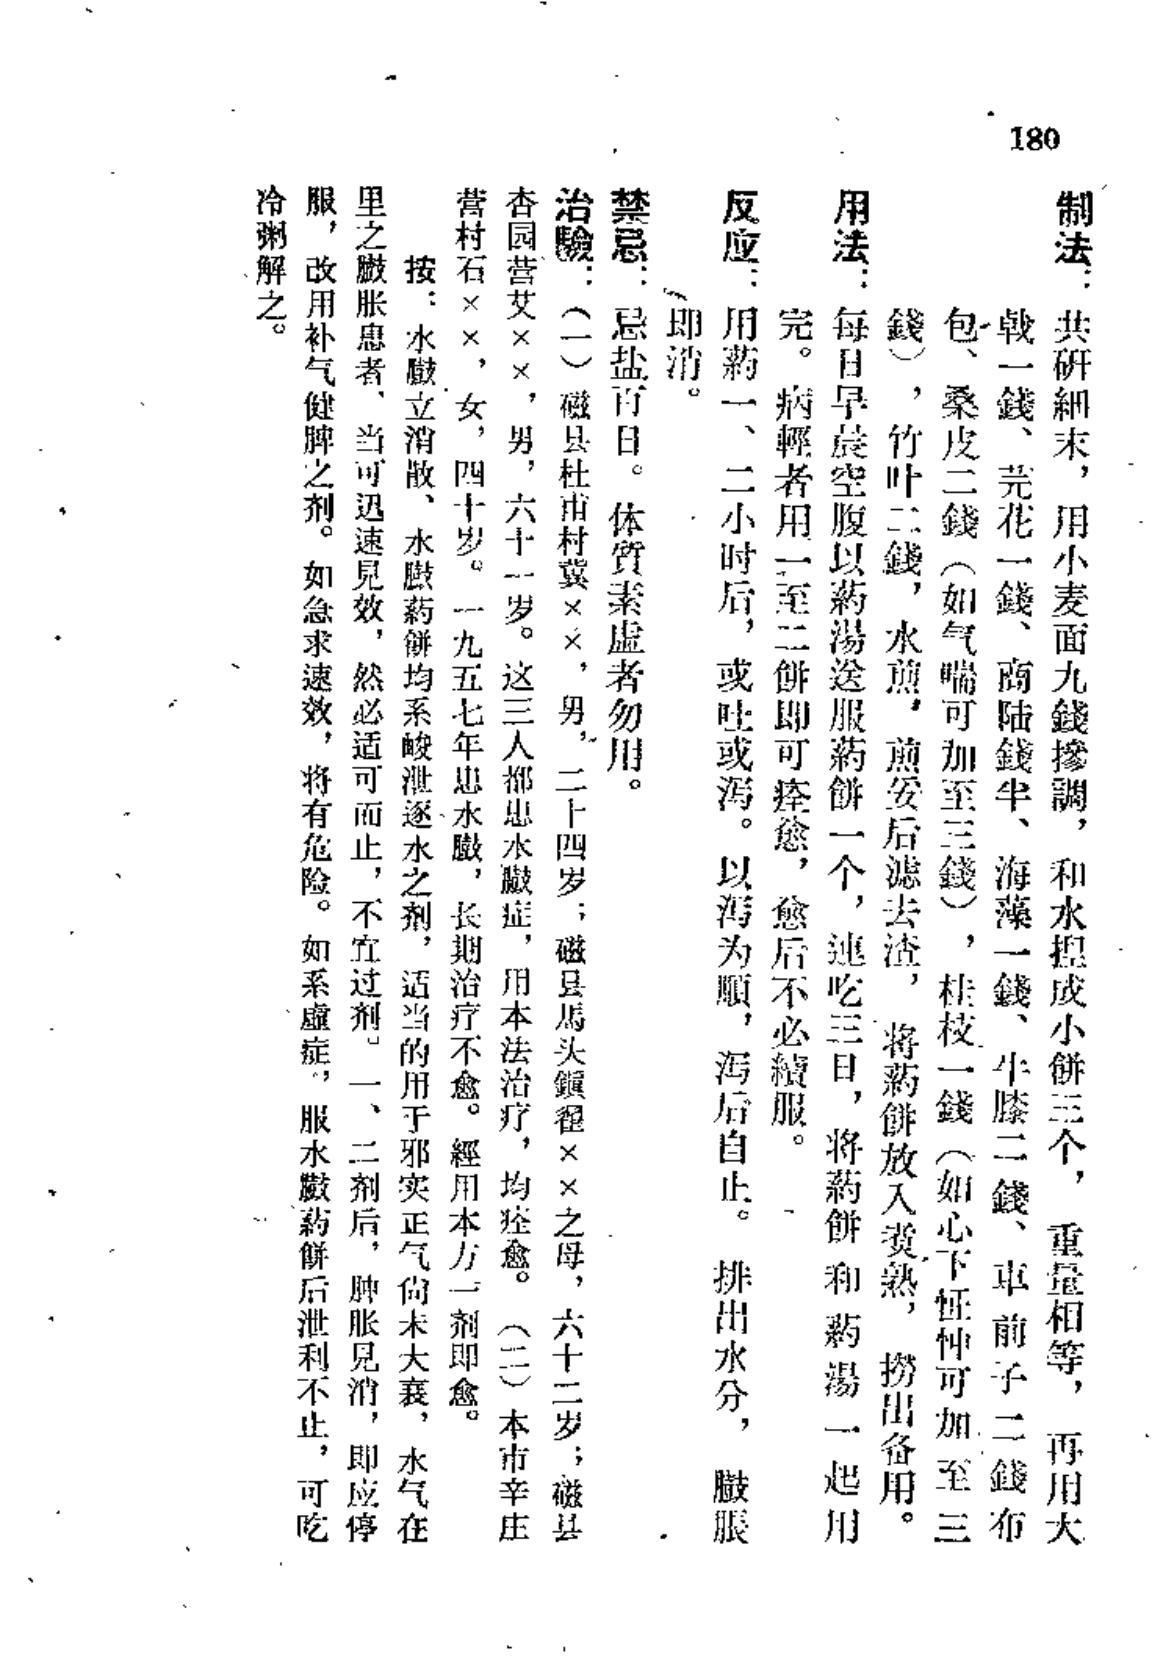 180
制法：共研細末，用小麦面九錢摻調，和水揑成小餅三个，重量相等，再用大
戟一錢、芫花一錢、商陆錢半、海藻一錢、牛膝二錢、車前子二錢布
包、桑皮二錢（如气喘可加至三錢），桂枝一錢（如心下怔忡可加至三
錢），竹叶二錢，水煎，煎妥后滤去渣，将葯餅放入煑熟，撈出备用。
用法：每日早晨空腹以葯湯送服葯餅一个，連吃三日，将葯餅和葯湯一起用
完。病輕者用一至二餅即可痊愈，愈后不必續服。
反应：用葯一、二小时后，或吐或泻。以泻为順，泻后自止。排出水分，臌脹
即消。
禁忌：忌盐百日。体質素虛者勿用。
治驗：（一）磁县杜甫村冀××，男，二十四岁；磁县馬头鎭翟××之母，六十二岁；磁县
杏园营艾××，男，六十一岁。这三人都患水臌症，用本法治疗，均痊愈。（二）本市辛庄
营村石××，女，四十岁。一九五七年患水臌，长期治疗不愈。經用本方一剂即愈。
按：水臌立消散、水臌葯餅均系峻泄逐水之剂，适当的用于邪实正气尙未大衰，水气在
里之臌胀患者、当可迅速見效，然必适可而止，不宜过剂。一、二剂后，肿胀見消，即应停
服，改用补气健脾之剂。如急求速效，将有危险。如系虛症，服水臌葯餅后泄利不止，可吃
冷粥解之。